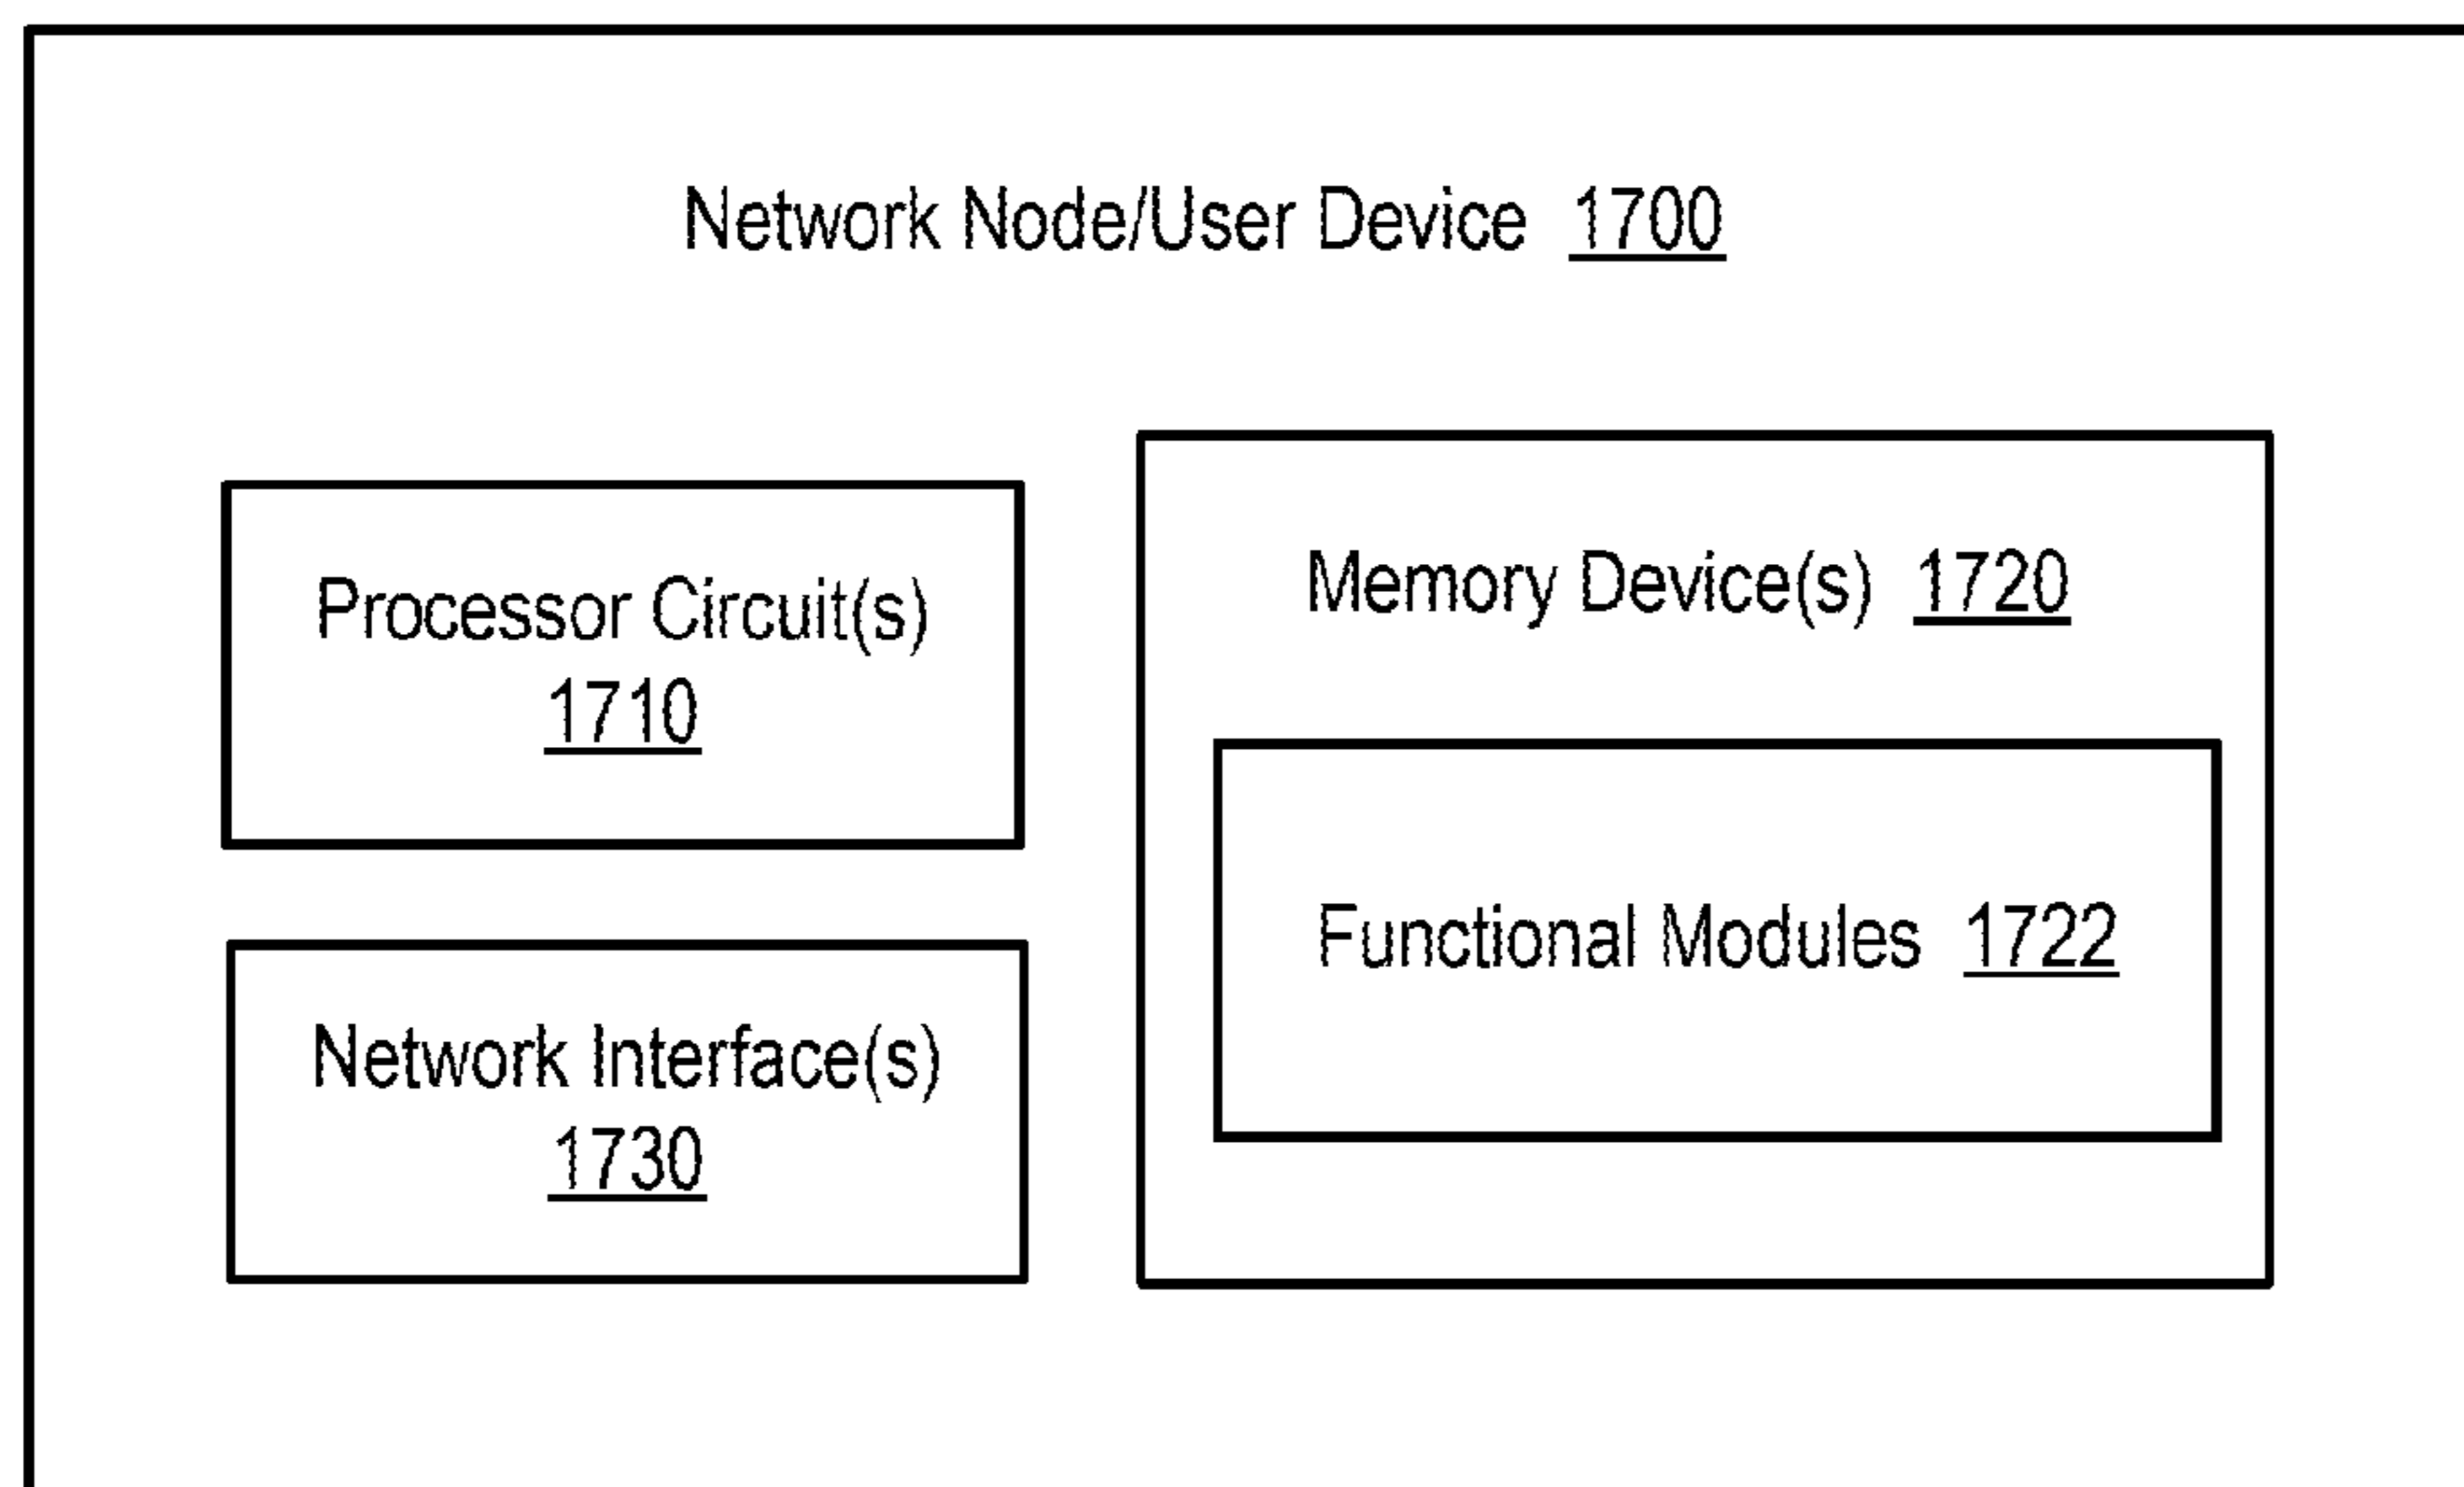 Network Node/User Device 1700
Processor Circuit(s)
1710
Network Interface(s)
1730
Memory Device(s) 1720
Functional Modules 1722